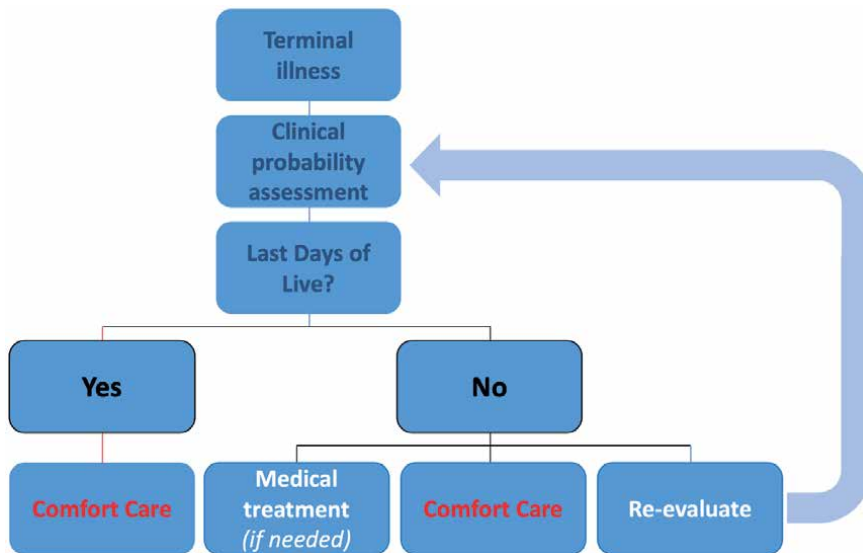 Terminal
illness
Clinical
probability
assessment
Last Days of
Live?
Yes
No
Comfort Care
Medical
treatment
(if needed)
Comfort Care
Re-evaluate